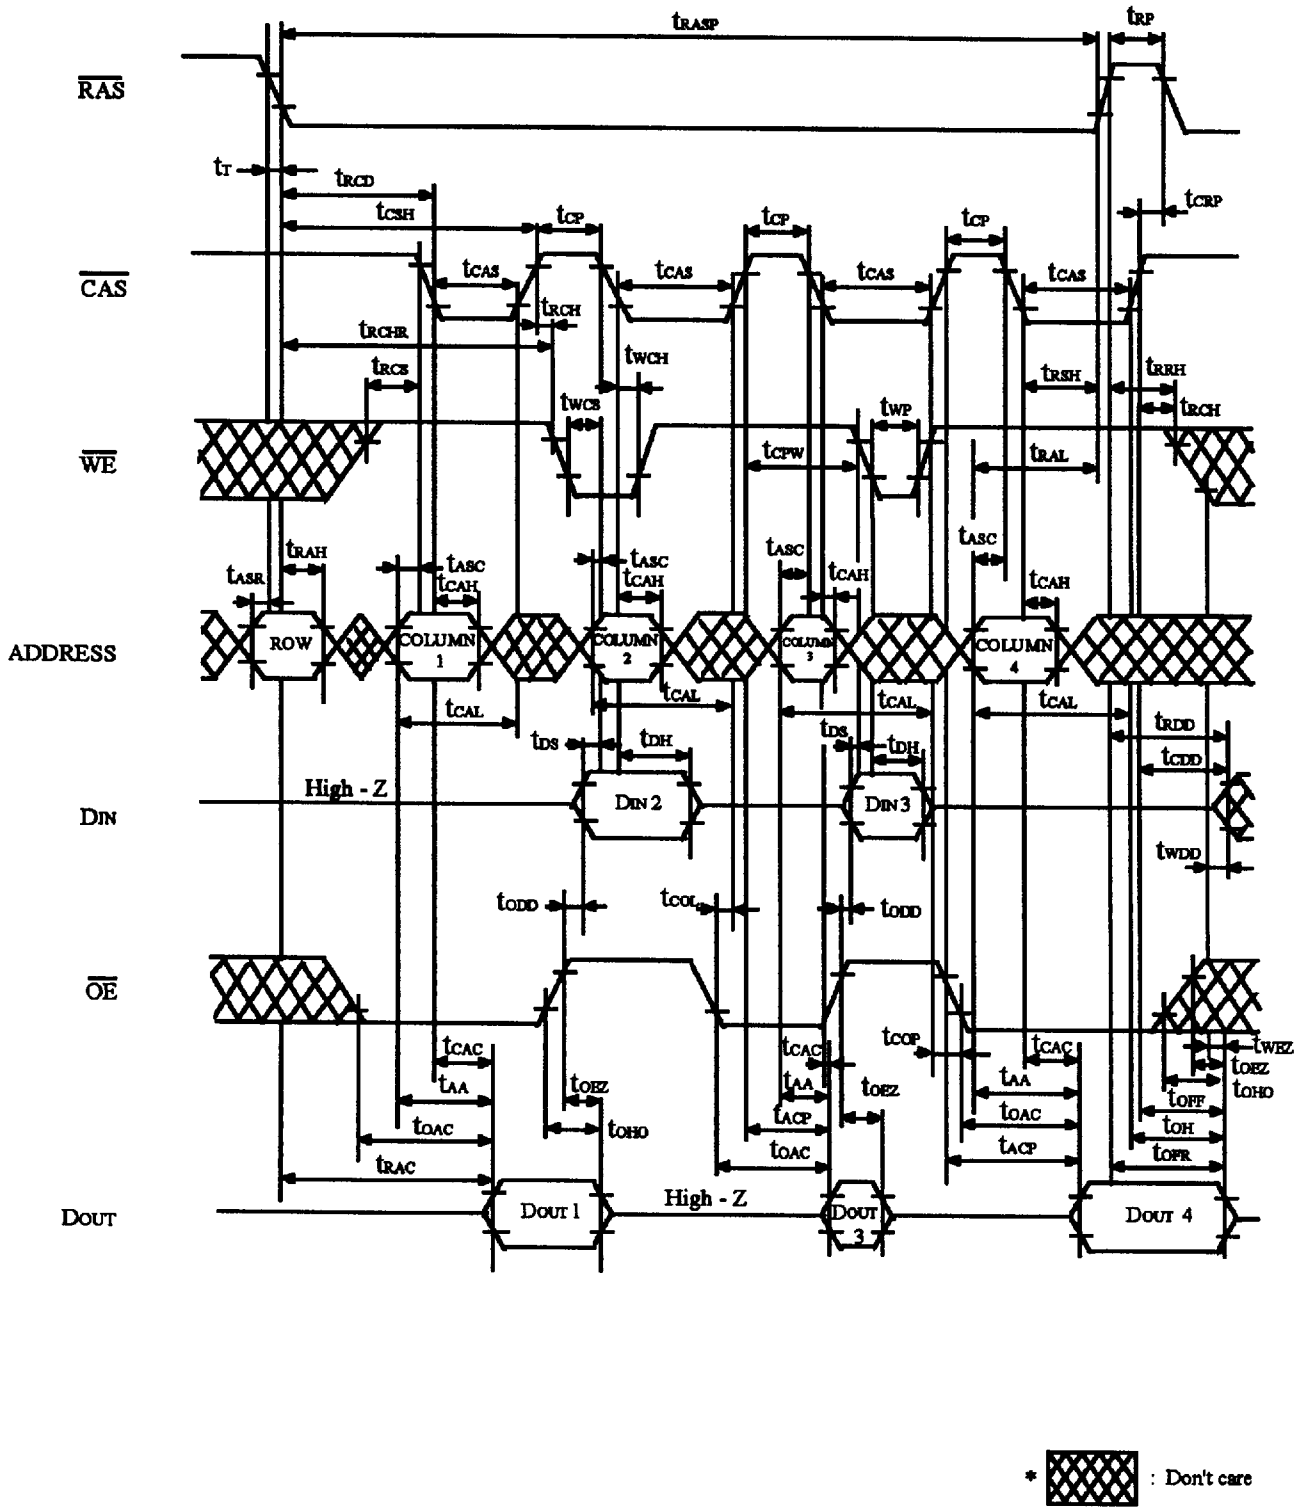 tRASP tRP
RAS
tT tRCD
tCSH tCP tCP tCP tCRP
CAS tCAS tCAS tCAS tCAS
tRCH
tRCHR
tWCH
tRCS tRSH tRRH
tWCS tWP tRCH
WE tCPW tRAL
tRAH tASC tASC tASC tASC
tASR tCAH tCAH tCAH tCAH
ADDRESS ROW COLUMN 1 COLUMN 2 COLUMN 3 COLUMN 4
tCAL tCAL tCAL tCAL
tRDD
tDS tDH tDS tDH
tCDD
High - Z
DIN DIN 2 DIN 3
tWDD
tODD tCOL tODD
OE
tCAC tCAC tCOP tCAC tWEZ
tAA tOEZ tAA tOEZ tAA tOEZ
tOHO
tOAC tOHO tACP tOAC tOFF
tRAC tOAC tACP tOH
tOFR
High - Z
DOUT DOUT 1 DOUT 3 DOUT 4
* : Don't care